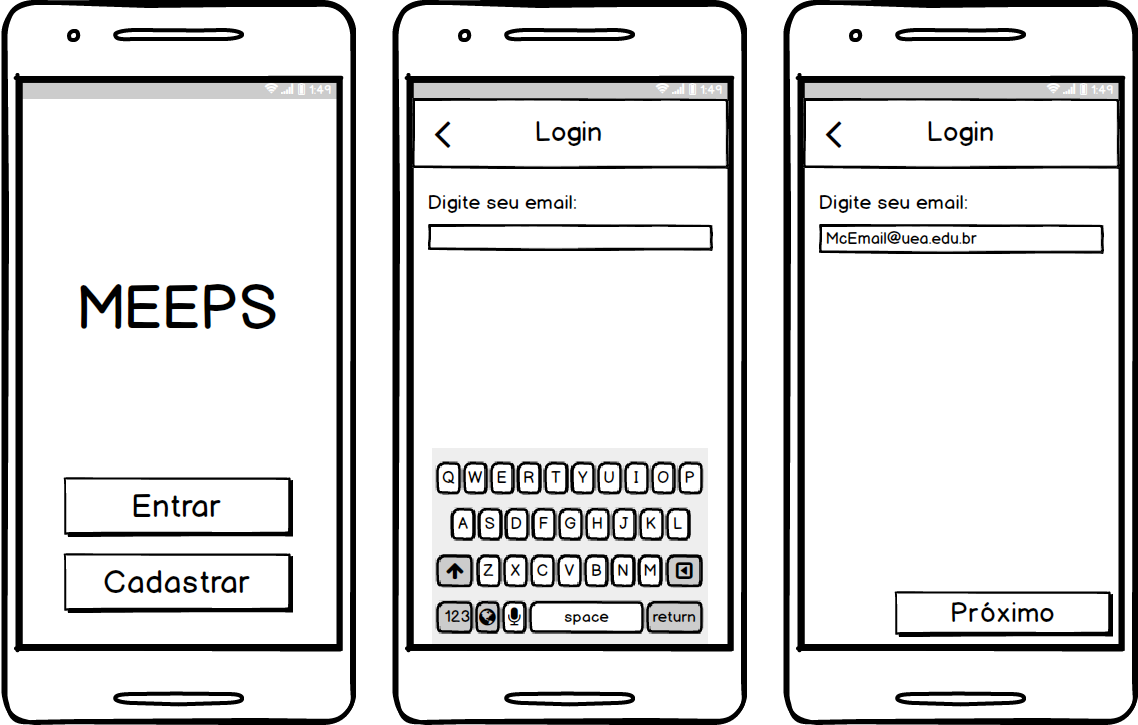 1:49
MEEPS
Entrar
Cadastrar
1:49
Login
Digite seu email:
Q W E R T Y U I O P
A S D F G H J K L
Z X C V B N M
123 space return
1:49
Login
Digite seu email:
McEmail@uea.edu.br
Próximo